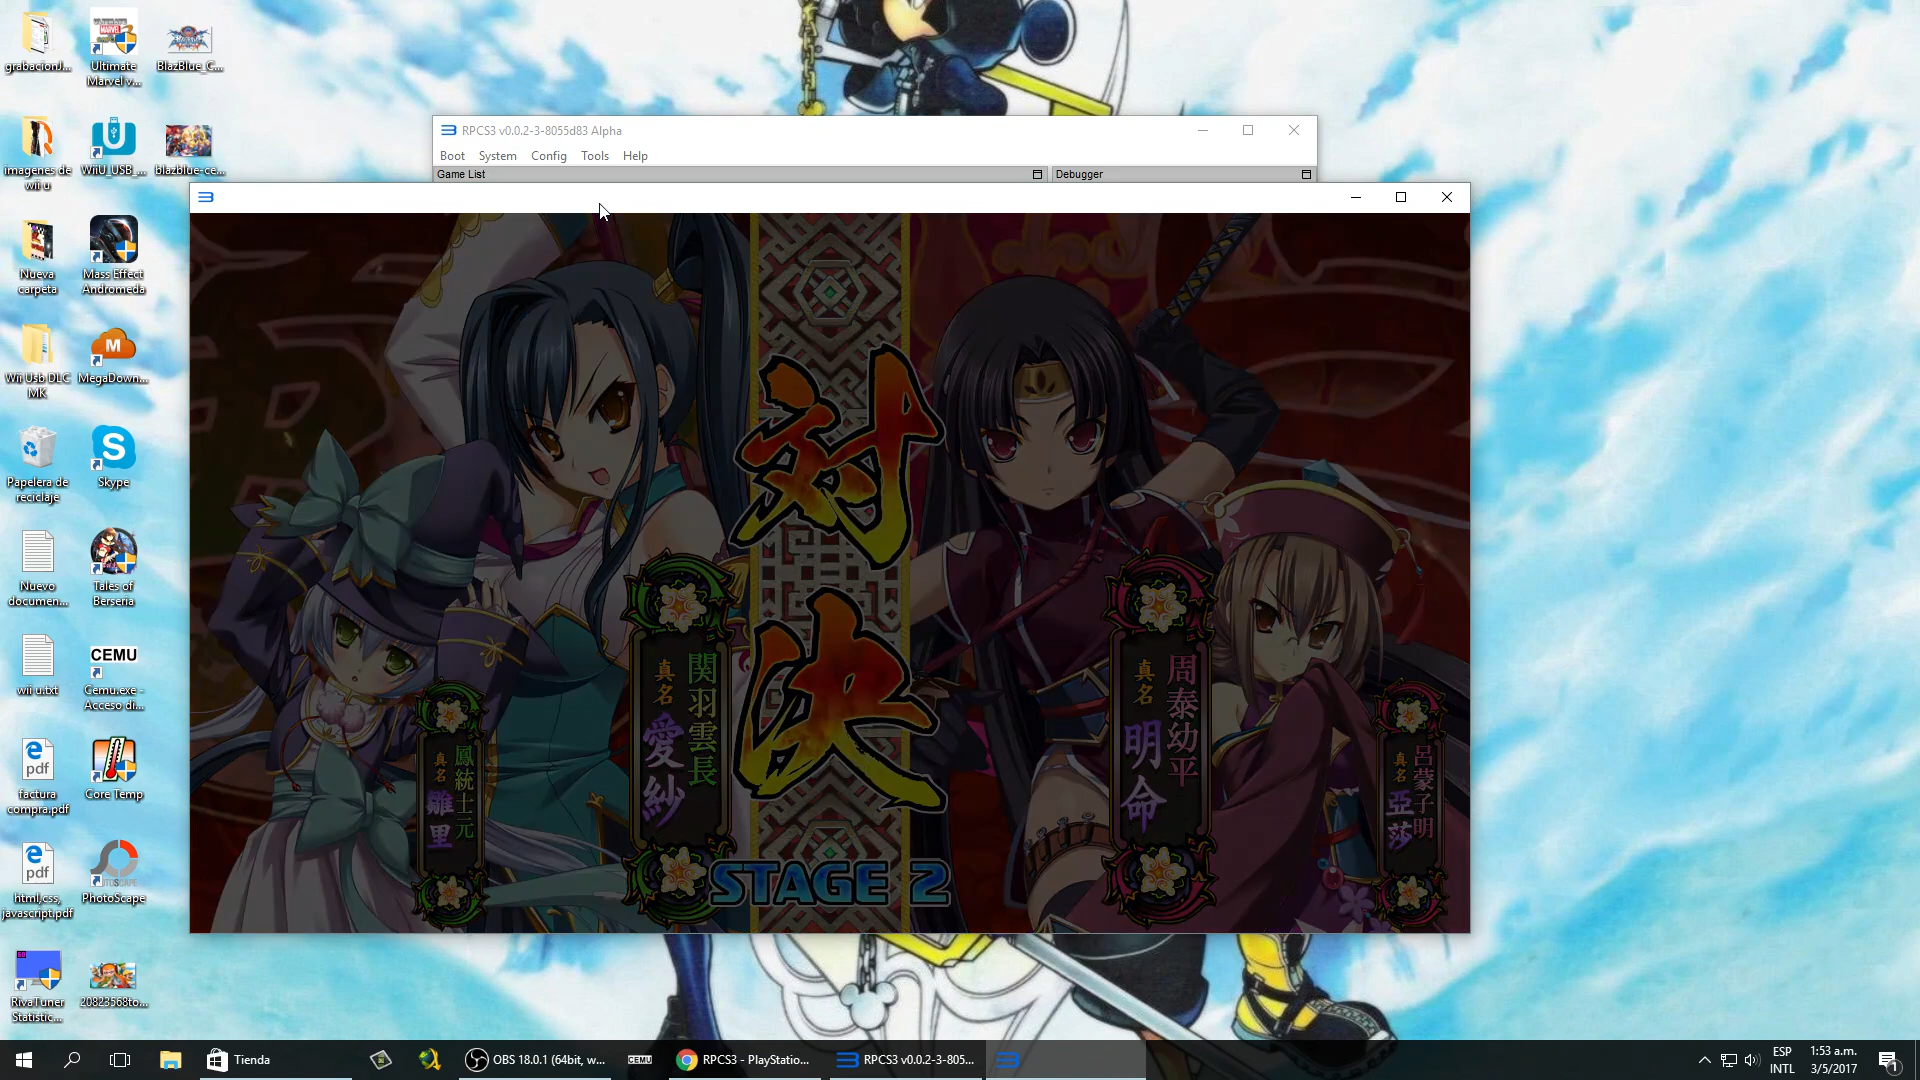 grabacionJ...
Ultimate
Marvel v...
BlazBlue_C...
imagenes de
wii u
WiiU_USB_...
blazblue-ce...
Nueva
carpeta
Mass Effect
Andromeda
Wii Usb DLC
MK
MegaDown...
Papelera de
reciclaje
Skype
Nuevo
documen...
Tales of
Berseria
wii u.txt
CEMU
Cemu.exe -
Acceso di...
pdf
factura
compra.pdf
Core Temp
pdf
html,css,
javascript.pdf
PhotoScape
RivaTuner
Statistic...
20823568to...
RPCS3 v0.0.2-3-8055d83 Alpha
Boot System Config Tools Help
Game List
Debugger
対決
真名
鳳統士元
雛里
真名
関羽雲長
愛紗
真名
周泰幼平
明命
真名
呂蒙子明
亞莎
STAGE 2
Tienda
OBS 18.0.1 (64bit, w...
CEMU
RPCS3 - PlayStatio...
RPCS3 v0.0.2-3-805...
ESP
INTL
1:53 a.m.
3/5/2017
1